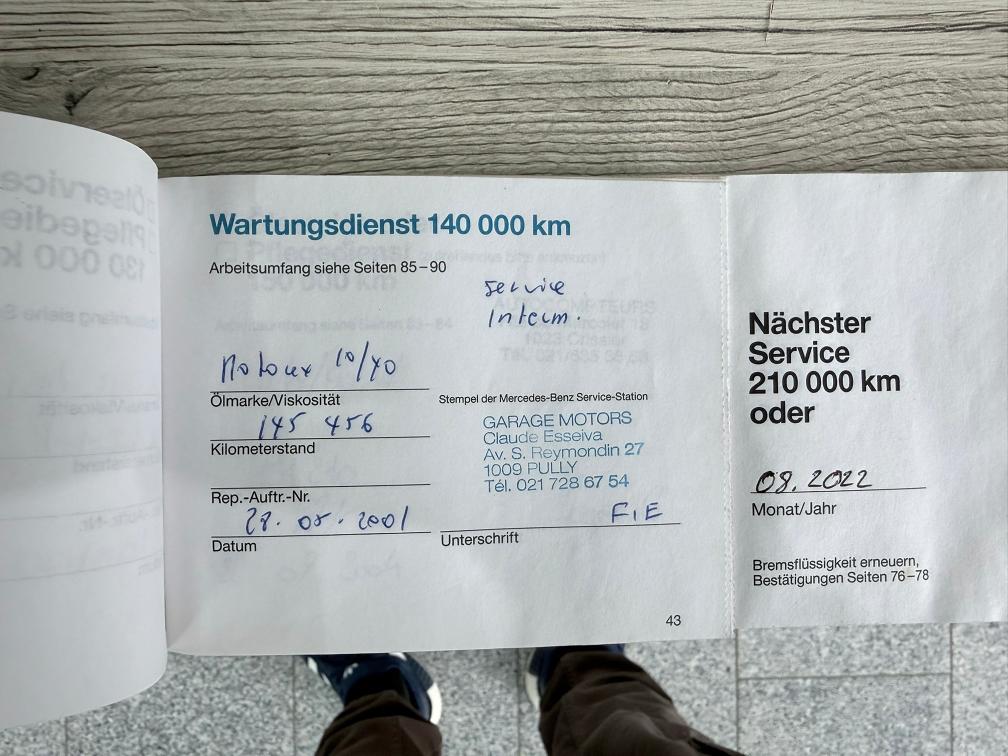 Wartungsdienst 140 000 km
Arbeitsumfang siehe Seiten 85–90
service
Interm.
10/40
Ölmarke/Viskosität
145 456
Kilometerstand
Rep.-Auftr.-Nr.
28.05.2001
Datum
Stempel der Mercedes-Benz Service-Station
GARAGE MOTORS
Claude Esseiva
Av. S. Reymondin 27
1009 PULLY
Tél. 021 728 67 54
FIE
Unterschrift
43
Nächster
Service
210 000 km
oder
08.2022
Monat/Jahr
Bremsflüssigkeit erneuern,
Bestätigungen Seiten 76–78